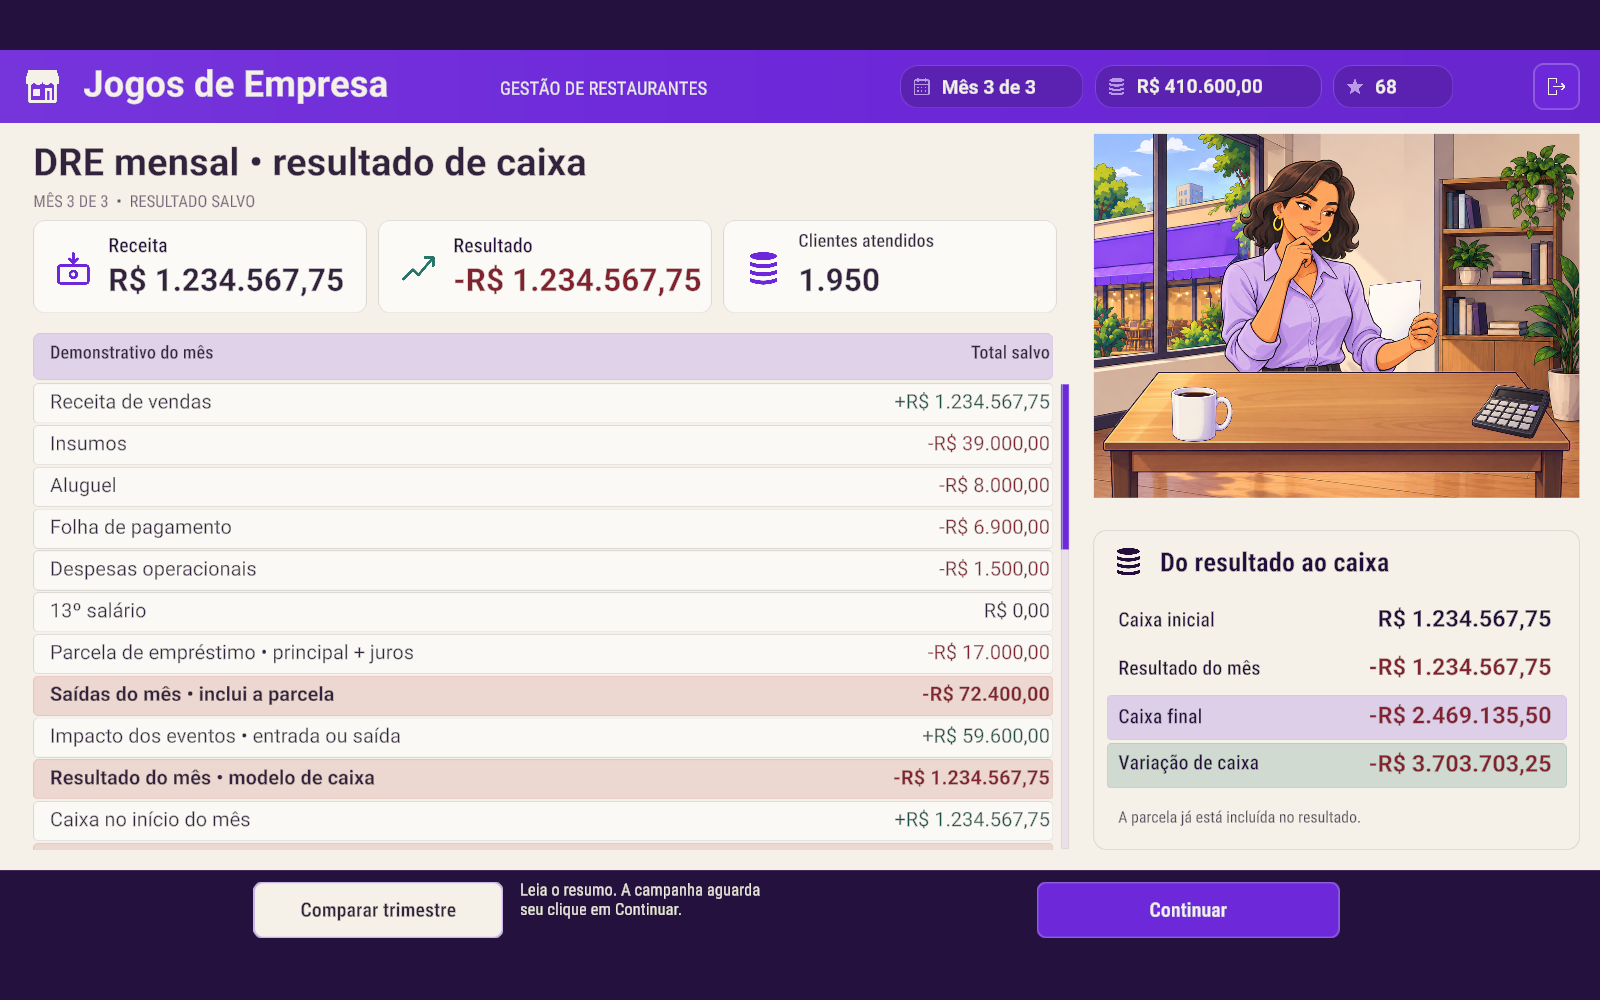 Jogos de Empresa
GESTÃO DE RESTAURANTES
Mês 3 de 3
R$ 410.600,00
68
DRE mensal • resultado de caixa
MÊS 3 DE 3 • RESULTADO SALVO
Receita
R$ 1.234.567,75
Resultado
-R$ 1.234.567,75
Clientes atendidos
1.950
Demonstrativo do mês Total salvo
Receita de vendas +R$ 1.234.567,75
Insumos -R$ 39.000,00
Aluguel -R$ 8.000,00
Folha de pagamento -R$ 6.900,00
Despesas operacionais -R$ 1.500,00
13º salário R$ 0,00
Parcela de empréstimo • principal + juros -R$ 17.000,00
Saídas do mês • inclui a parcela -R$ 72.400,00
Impacto dos eventos • entrada ou saída +R$ 59.600,00
Resultado do mês • modelo de caixa -R$ 1.234.567,75
Caixa no início do mês +R$ 1.234.567,75
Do resultado ao caixa
Caixa inicial R$ 1.234.567,75
Resultado do mês -R$ 1.234.567,75
Caixa final -R$ 2.469.135,50
Variação de caixa -R$ 3.703.703,25
A parcela já está incluída no resultado.
Comparar trimestre
Leia o resumo. A campanha aguarda
seu clique em Continuar.
Continuar